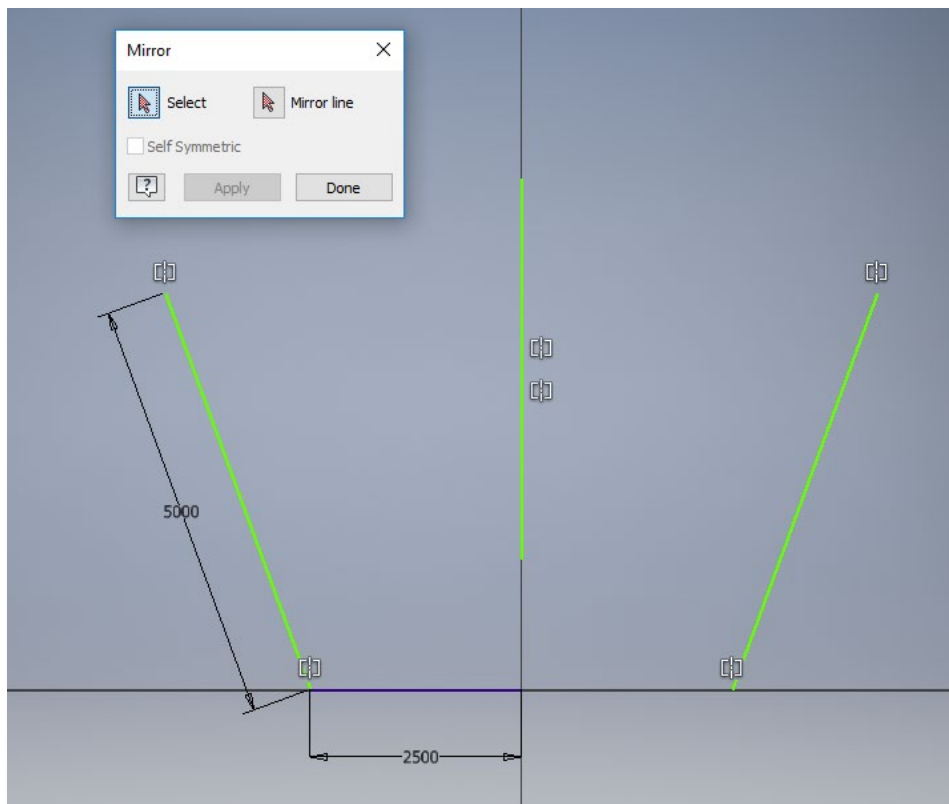 Mirror
Select Mirror line
Self Symmetric
? Apply Done
5000
2500